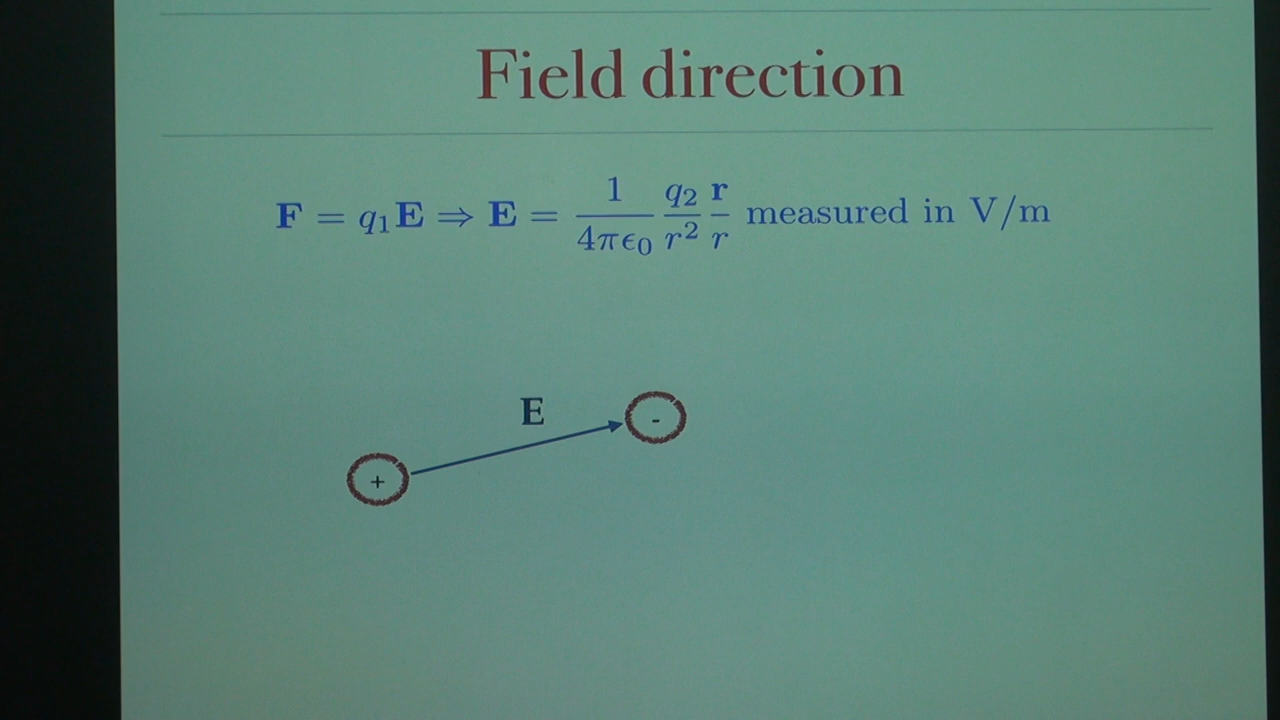 Field direction
F = q₁E ⇒ E = 1/(4πϵ₀) q₂/r² r/r measured in V/m
E
-
+